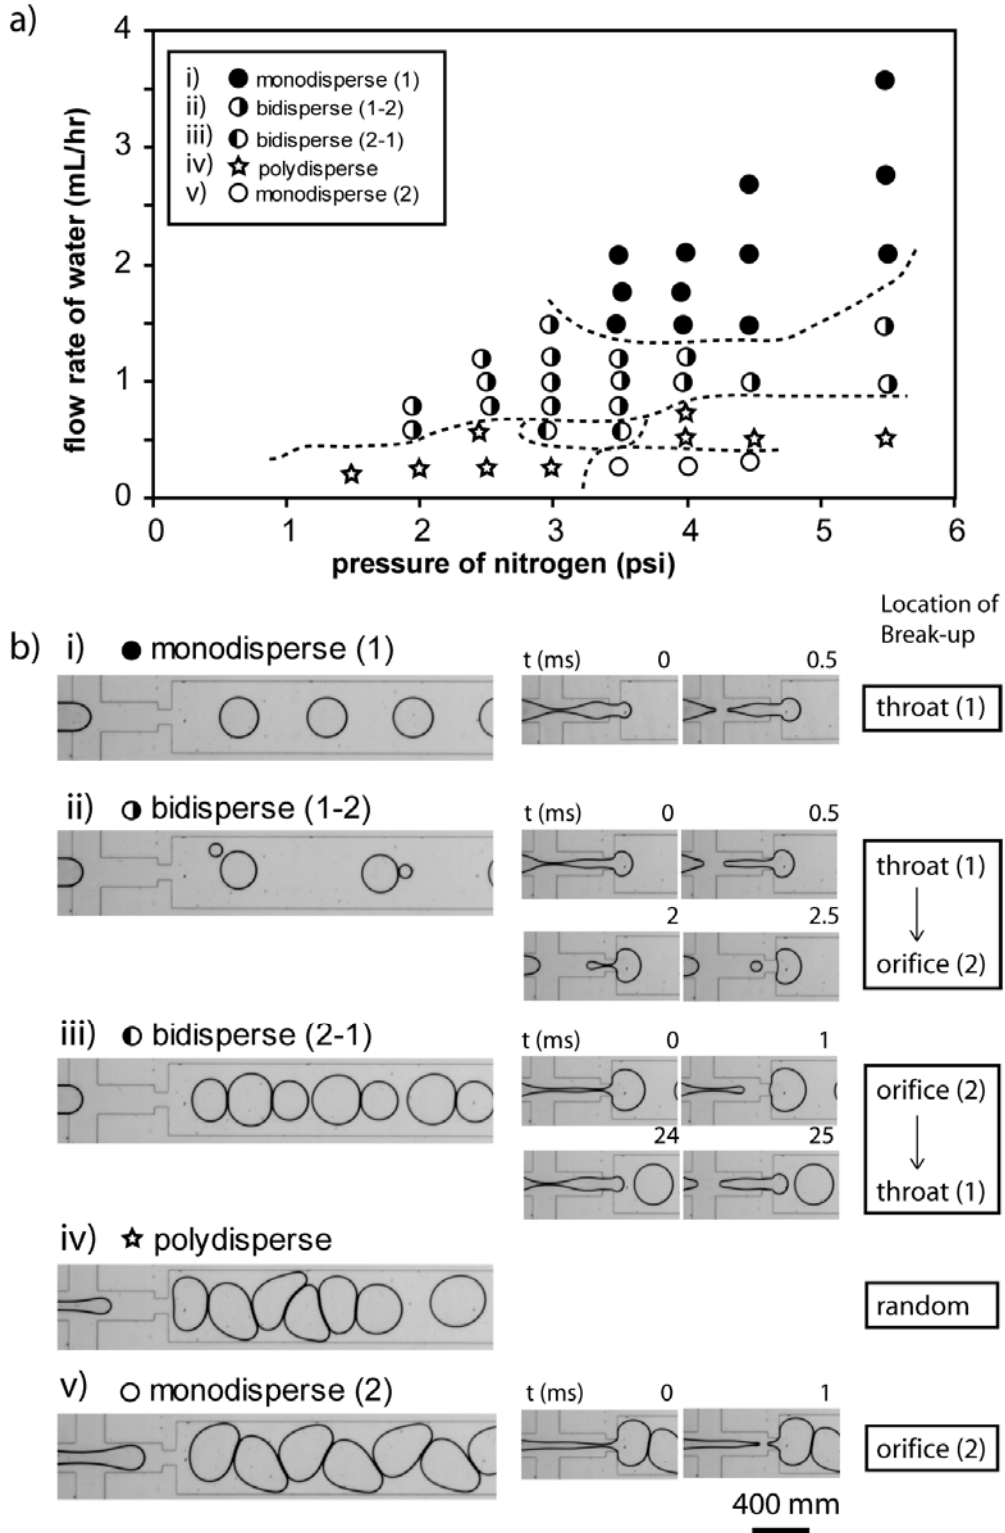 a)
4
3
2
1
0
flow rate of water (mL/hr)
i) monodisperse (1)
ii) bidisperse (1-2)
iii) bidisperse (2-1)
iv) polydisperse
v) monodisperse (2)
0 1 2 3 4 5 6
pressure of nitrogen (psi)
Location of
Break-up
b) i) monodisperse (1)
t (ms) 0 0.5
throat (1)
ii) bidisperse (1-2)
t (ms) 0 0.5
2 2.5
throat (1)
orifice (2)
iii) bidisperse (2-1)
t (ms) 0 1
24 25
orifice (2)
throat (1)
iv) polydisperse
random
v) monodisperse (2)
t (ms) 0 1
orifice (2)
400 mm